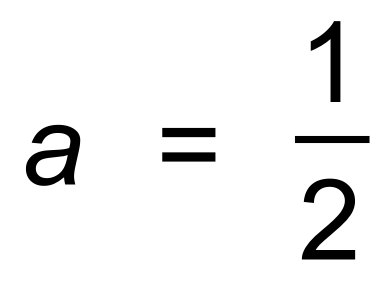 a = 1/2